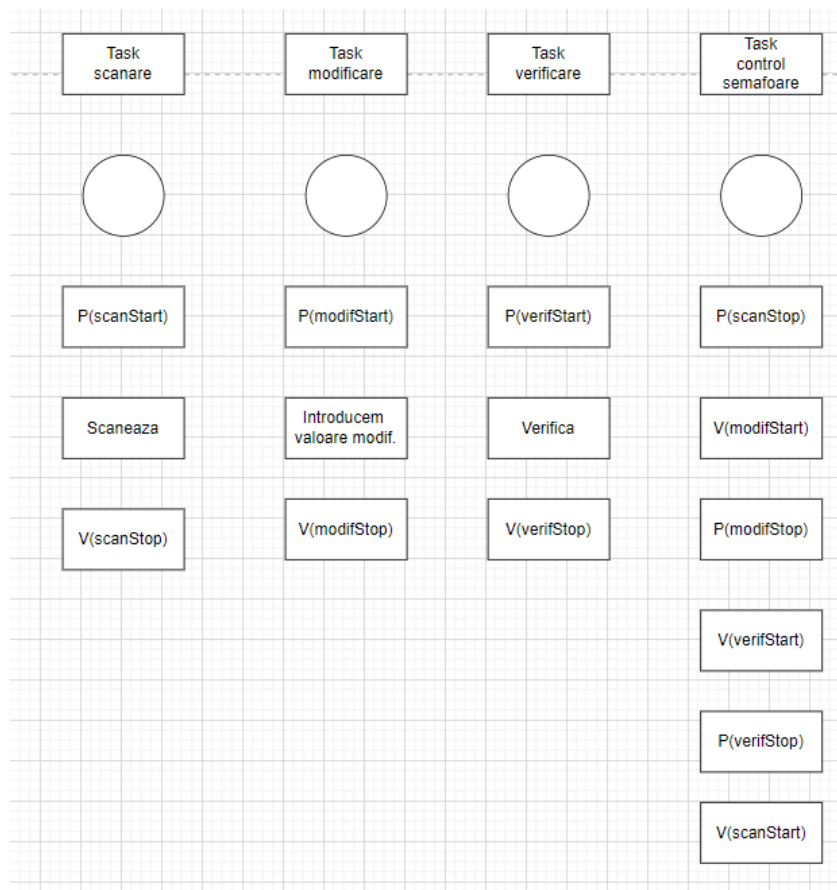 Task
scanare
Task
modificare
Task
verificare
Task
control
semafoare
P(scanStart)
P(modifStart)
P(verifStart)
P(scanStop)
Scaneaza
Introducem
valoare modif.
Verifica
V(modifStart)
V(scanStop)
V(modifStop)
V(verifStop)
P(modifStop)
V(verifStart)
P(verifStop)
V(scanStart)